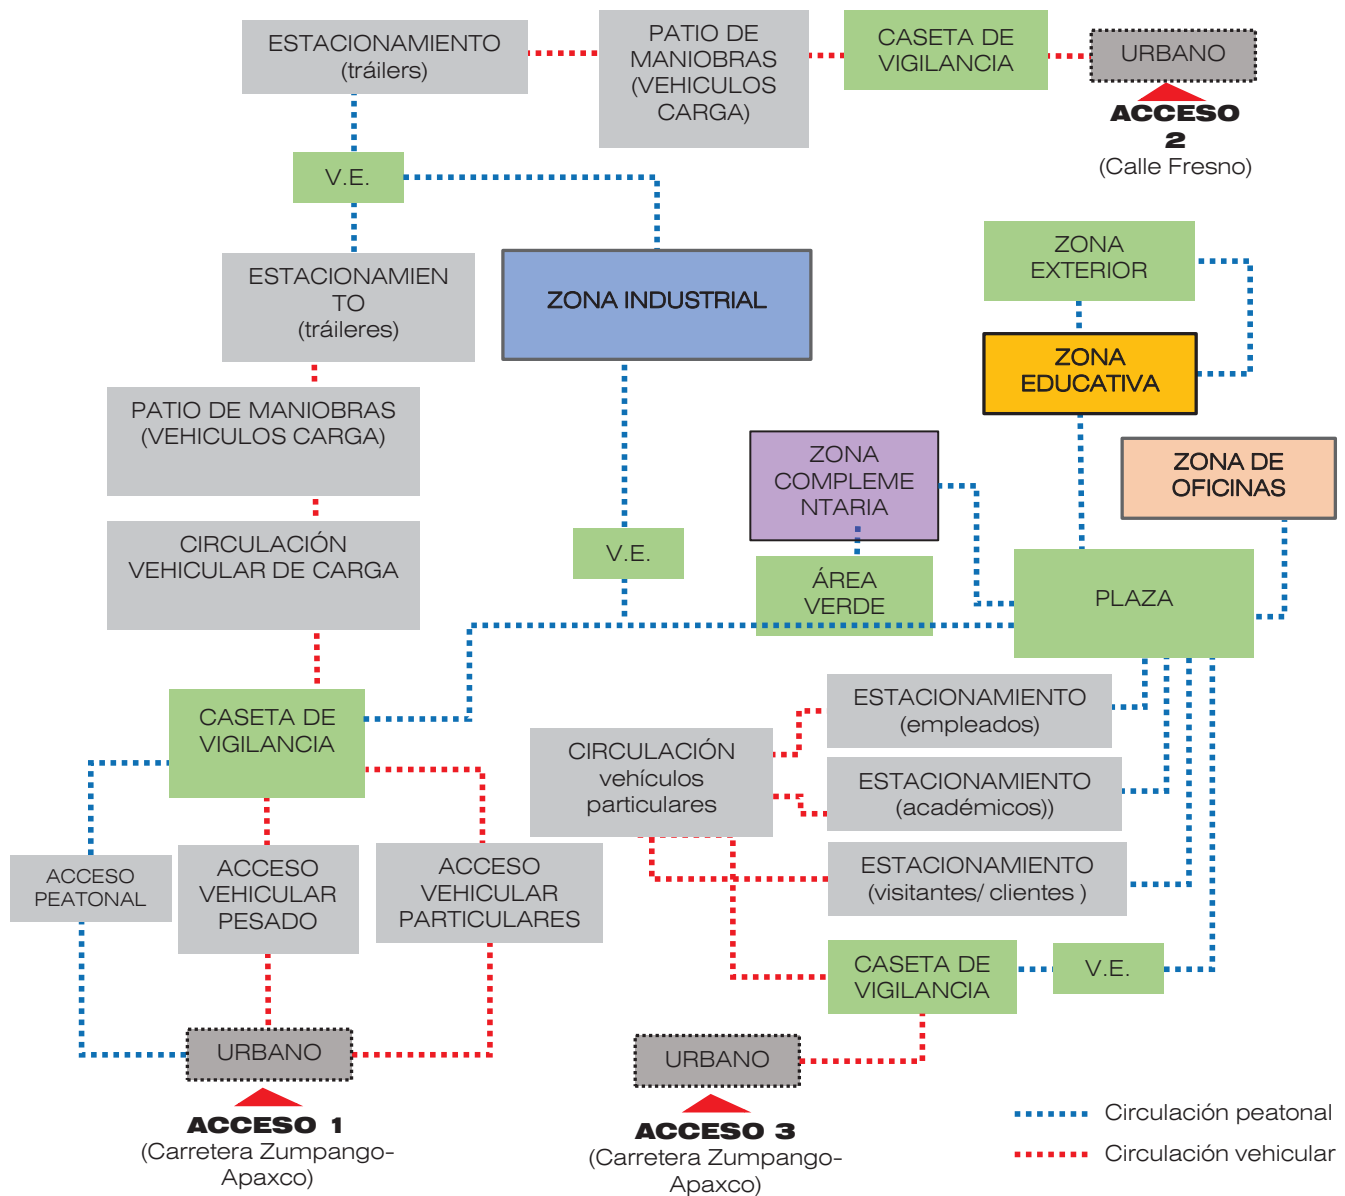 ESTACIONAMIENTO
(tráilers)
PATIO DE
MANIOBRAS
(VEHICULOS
CARGA)
CASETA DE
VIGILANCIA
URBANO
ACCESO
2
(Calle Fresno)
V.E.
ESTACIONAMIEN
TO
(tráileres)
ZONA INDUSTRIAL
ZONA
EXTERIOR
ZONA
EDUCATIVA
PATIO DE MANIOBRAS
(VEHICULOS CARGA)
ZONA
COMPLEME
NTARIA
ZONA DE
OFICINAS
CIRCULACIÓN
VEHICULAR DE CARGA
V.E.
ÁREA
VERDE
PLAZA
CASETA DE
VIGILANCIA
ESTACIONAMIENTO
(empleados)
CIRCULACIÓN
vehículos
particulares
ESTACIONAMIENTO
(académicos))
ESTACIONAMIENTO
(visitantes/ clientes )
ACCESO
PEATONAL
ACCESO
VEHICULAR
PESADO
ACCESO
VEHICULAR
PARTICULARES
CASETA DE
VIGILANCIA
V.E.
URBANO
ACCESO 1
(Carretera Zumpango-
Apaxco)
URBANO
ACCESO 3
(Carretera Zumpango-
Apaxco)
Circulación peatonal
Circulación vehicular